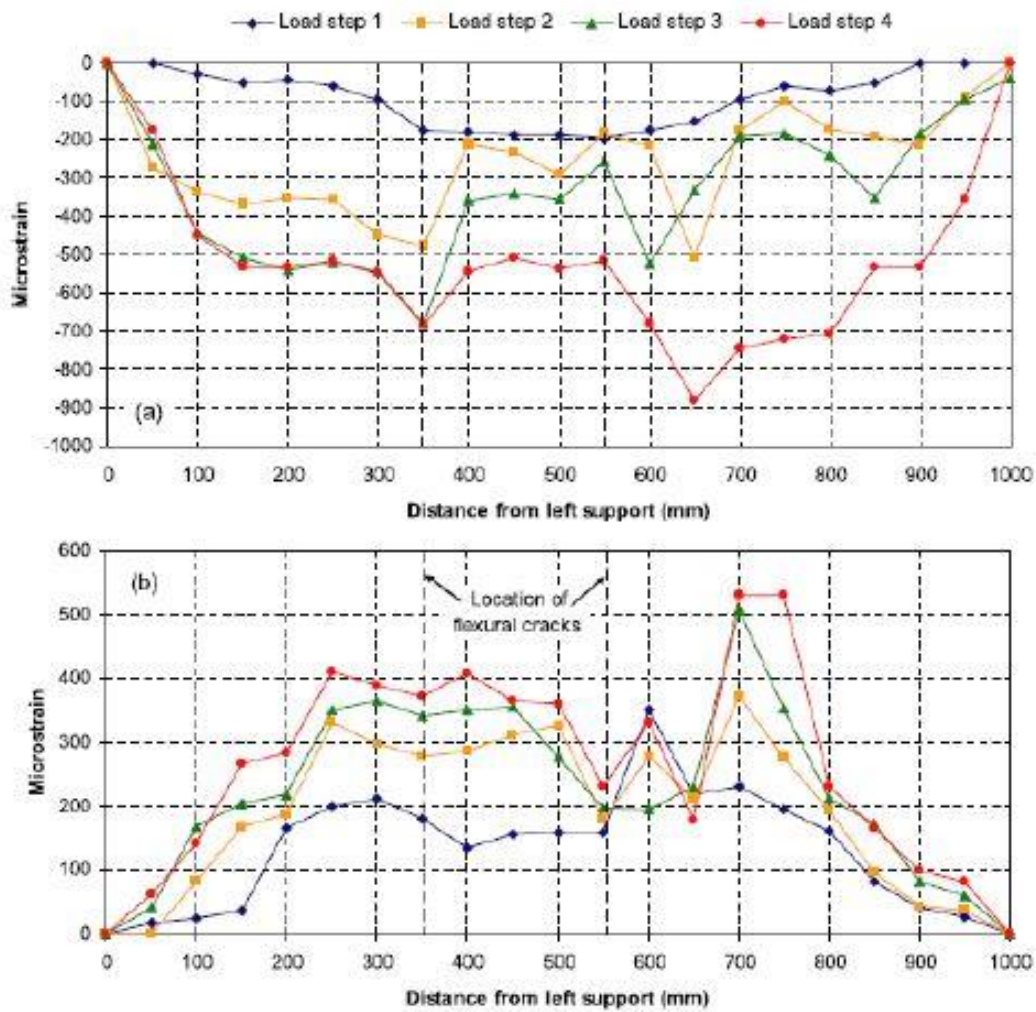 Load step 1 Load step 2 Load step 3 Load step 4
0
-100
-200
-300
-400
-500
-600
-700
-800
-900
-1000
Microstrain
(a)
0 100 200 300 400 500 600 700 800 900 1000
Distance from left support (mm)
600
500
400
300
200
100
0
Microstrain
(b)
Location of
flexural cracks
0 100 200 300 400 500 600 700 800 900 1000
Distance from left support (mm)